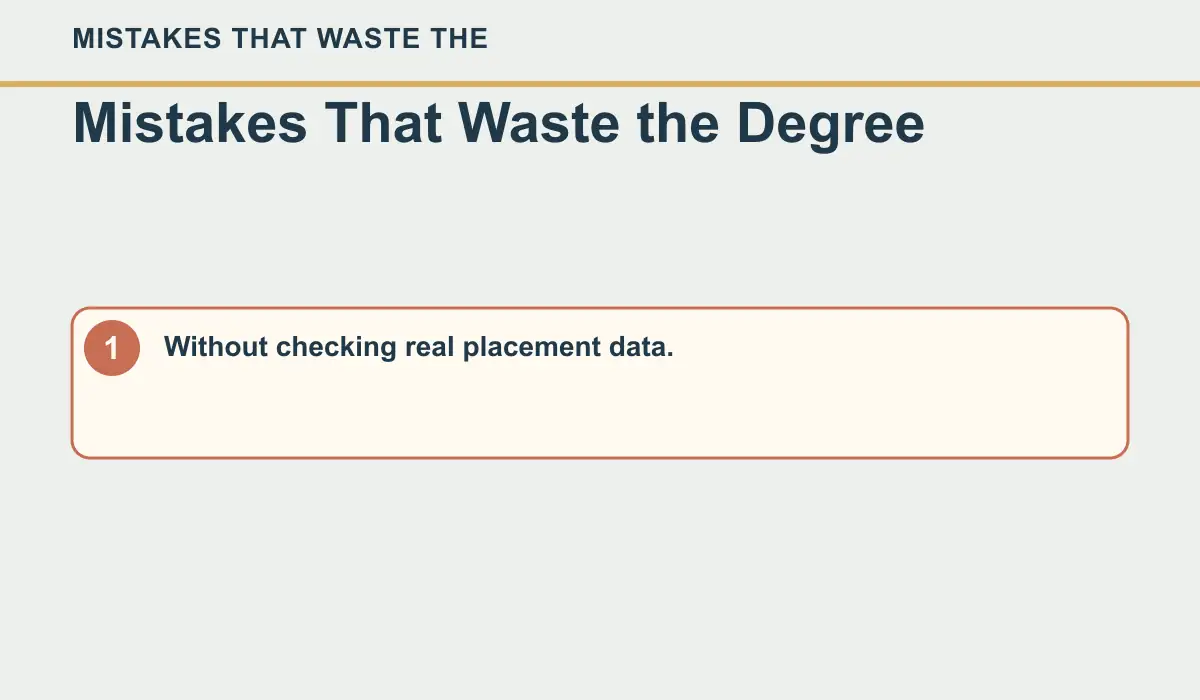 MISTAKES THAT WASTE THE
Mistakes That Waste the Degree
1 Without checking real placement data.